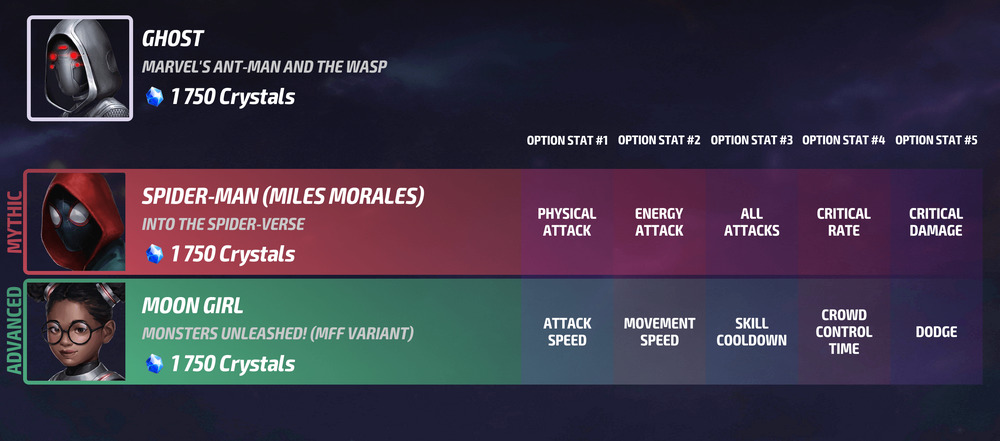 GHOST
MARVEL'S ANT-MAN AND THE WASP
1 750 Crystals
OPTION STAT #1 OPTION STAT #2 OPTION STAT #3 OPTION STAT #4 OPTION STAT #5
MYTHIC
SPIDER-MAN (MILES MORALES)
INTO THE SPIDER-VERSE
1 750 Crystals
PHYSICAL
ATTACK
ENERGY
ATTACK
ALL
ATTACKS
CRITICAL
RATE
CRITICAL
DAMAGE
ADVANCED
MOON GIRL
MONSTERS UNLEASHED! (MFF VARIANT)
1 750 Crystals
ATTACK
SPEED
MOVEMENT
SPEED
SKILL
COOLDOWN
CROWD
CONTROL
TIME
DODGE